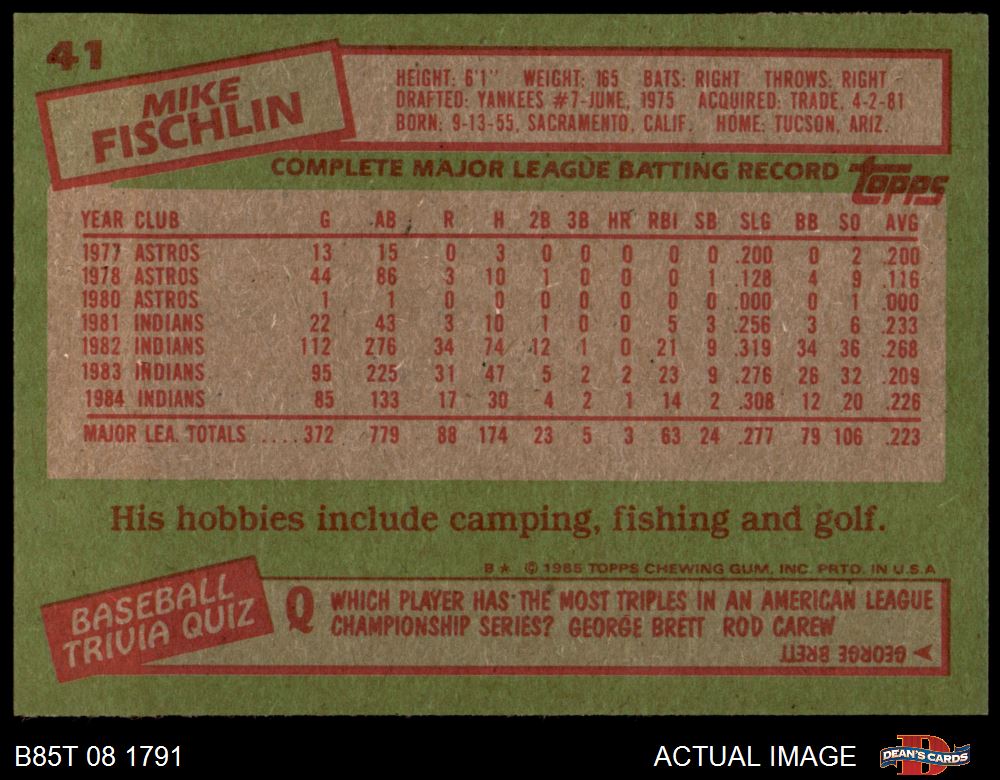 41
MIKE
FISCHLIN
HEIGHT: 6'1" WEIGHT: 165 BATS: RIGHT THROWS: RIGHT
DRAFTED: YANKEES #7-JUNE, 1975 ACQUIRED: TRADE, 4-2-81
BORN: 9-13-55, SACRAMENTO, CALIF. HOME: TUCSON, ARIZ.
COMPLETE MAJOR LEAGUE BATTING RECORD topps
YEAR CLUB G AB R H 2B 3B HR RBI SB SLG BB SO AVG
1977 ASTROS 13 15 0 3 0 0 0 0 0 .200 0 2 .200
1978 ASTROS 44 86 3 10 1 0 0 0 1 .128 4 9 .116
1980 ASTROS 1 1 0 0 0 0 0 0 0 .000 0 1 .000
1981 INDIANS 22 43 3 10 1 0 0 5 3 .256 3 6 .233
1982 INDIANS 112 276 34 74 12 1 0 21 9 .319 34 36 .268
1983 INDIANS 95 225 31 47 5 2 2 23 9 .276 26 32 .209
1984 INDIANS 85 133 17 30 4 2 1 14 2 .308 12 20 .226
MAJOR LEA. TOTALS ....372 779 88 174 23 5 3 63 24 .277 79 106 .223
His hobbies include camping, fishing and golf.
B★ © 1985 TOPPS CHEWING GUM, INC. PRTD. IN U.S.A
BASEBALL
TRIVIA QUIZ
Q WHICH PLAYER HAS THE MOST TRIPLES IN AN AMERICAN LEAGUE
CHAMPIONSHIP SERIES? GEORGE BRETT ROD CAREW
GEORGE BRETT
B85T 08 1791 ACTUAL IMAGE DEAN'S CARDS